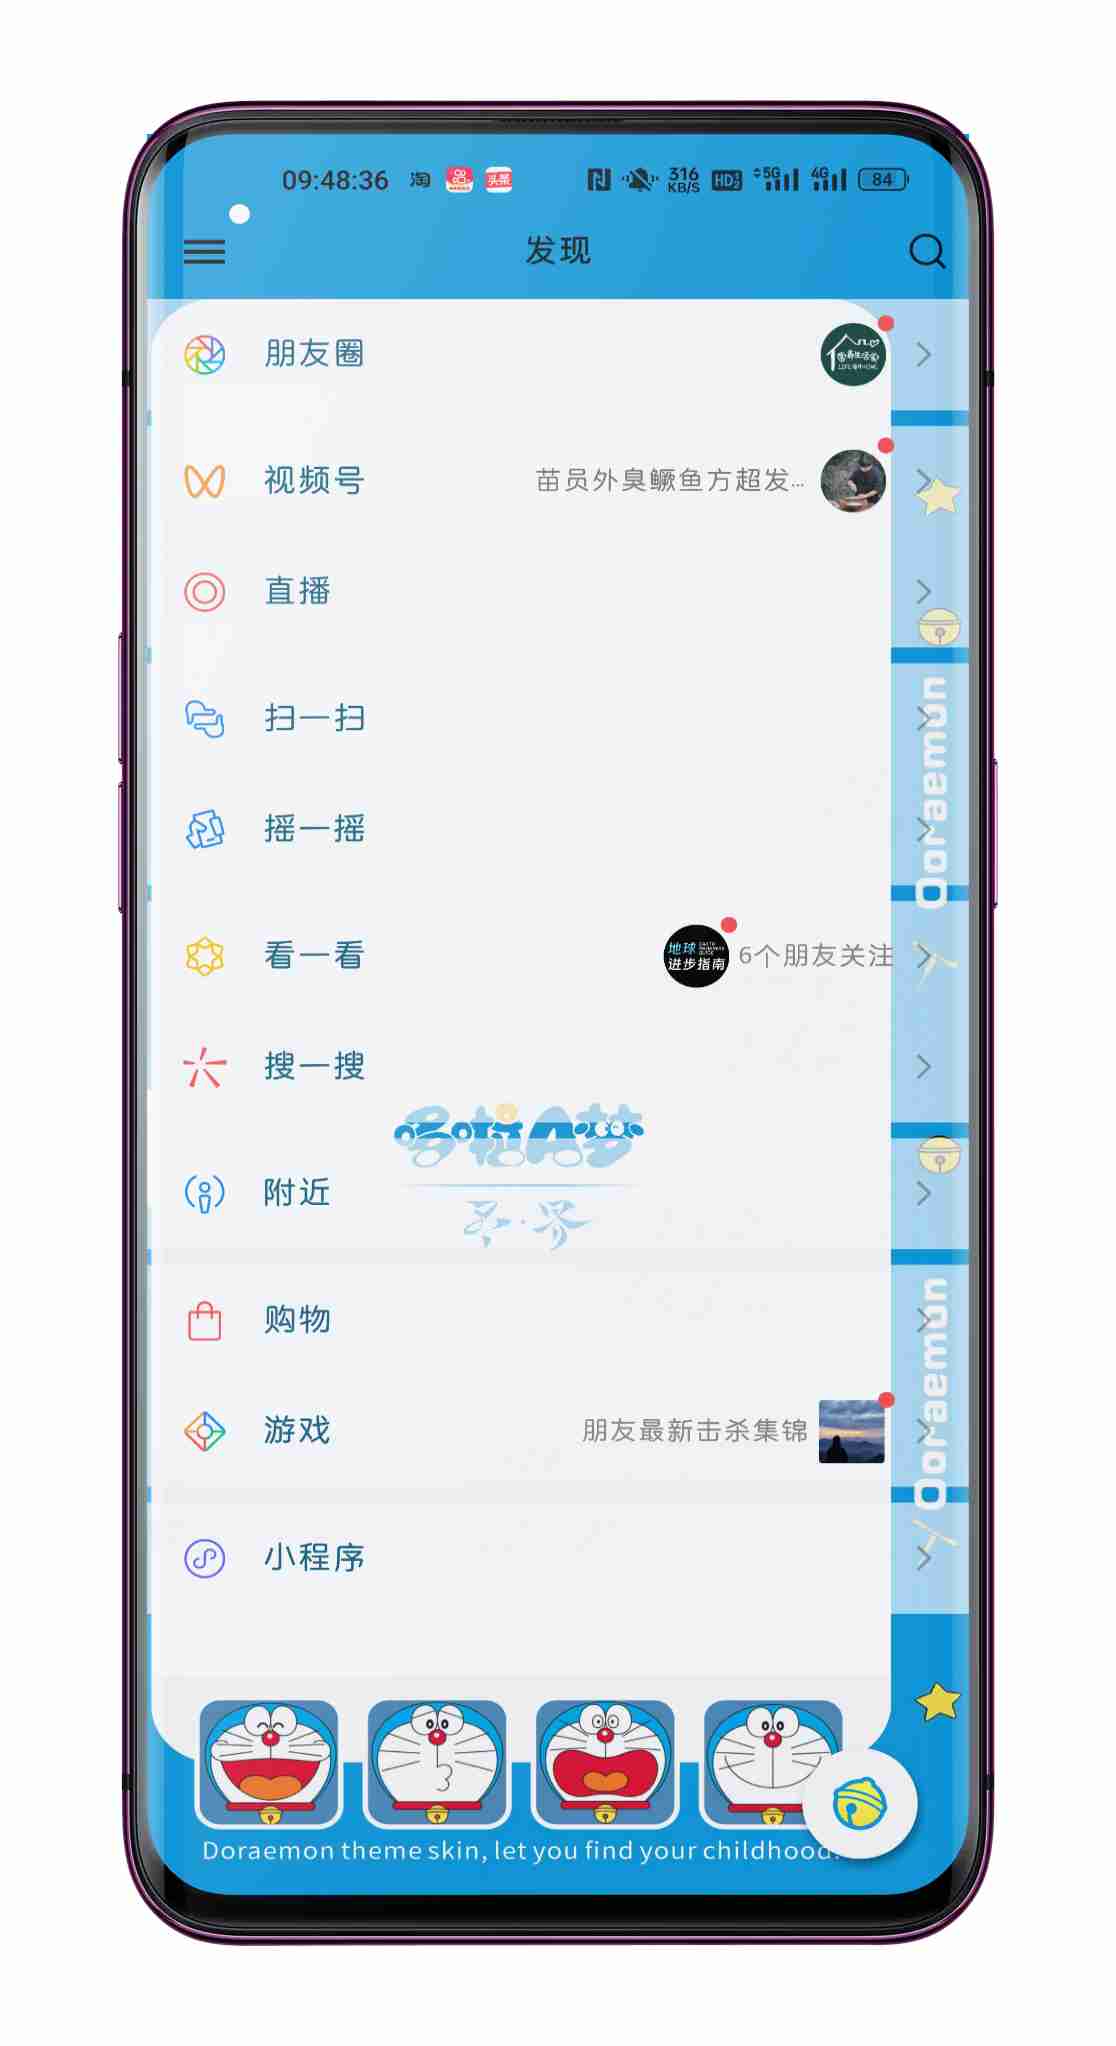 09:48:36 淘 头条 316 KB/S HD 5G 4G 84
发现
朋友圈
视频号 苗员外臭鳜鱼方超发...
直播
扫一扫
摇一摇
Doraemon
看一看 地球 进步指南 6个朋友关注
搜一搜
哆啦A梦
附近
购物
Doraemon
游戏 朋友最新击杀集锦
小程序
Doraemon theme skin, let you find your childhood.